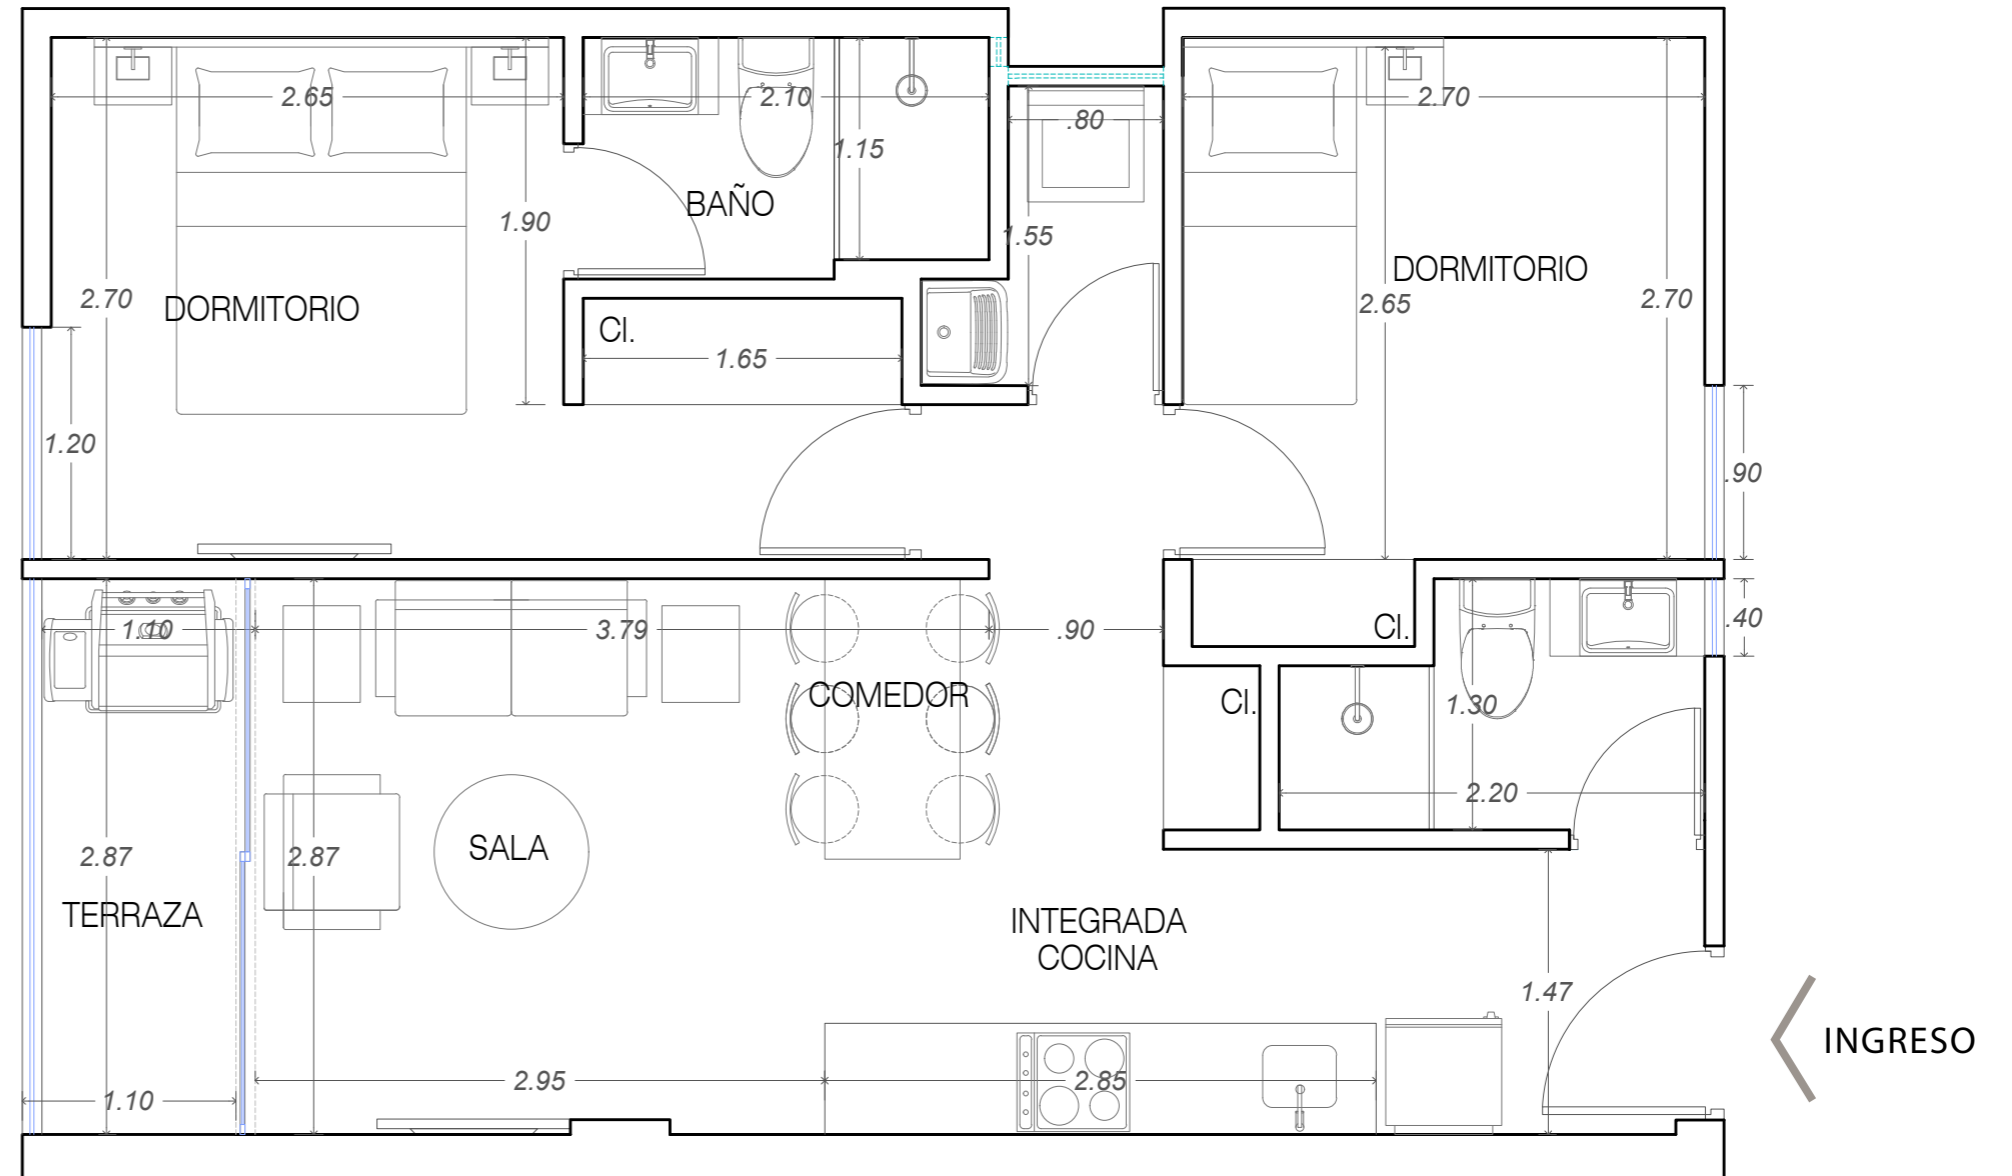 2.65
2.10
.80
2.70
1.15
BAÑO
1.90
1.55
DORMITORIO
2.70
DORMITORIO
2.65
2.70
Cl.
1.65
1.20
.90
1.10
3.79
.90
Cl.
.40
COMEDOR
Cl.
1.30
2.20
SALA
2.87
2.87
TERRAZA
INTEGRADA
COCINA
1.47
INGRESO
2.95
2.85
1.10